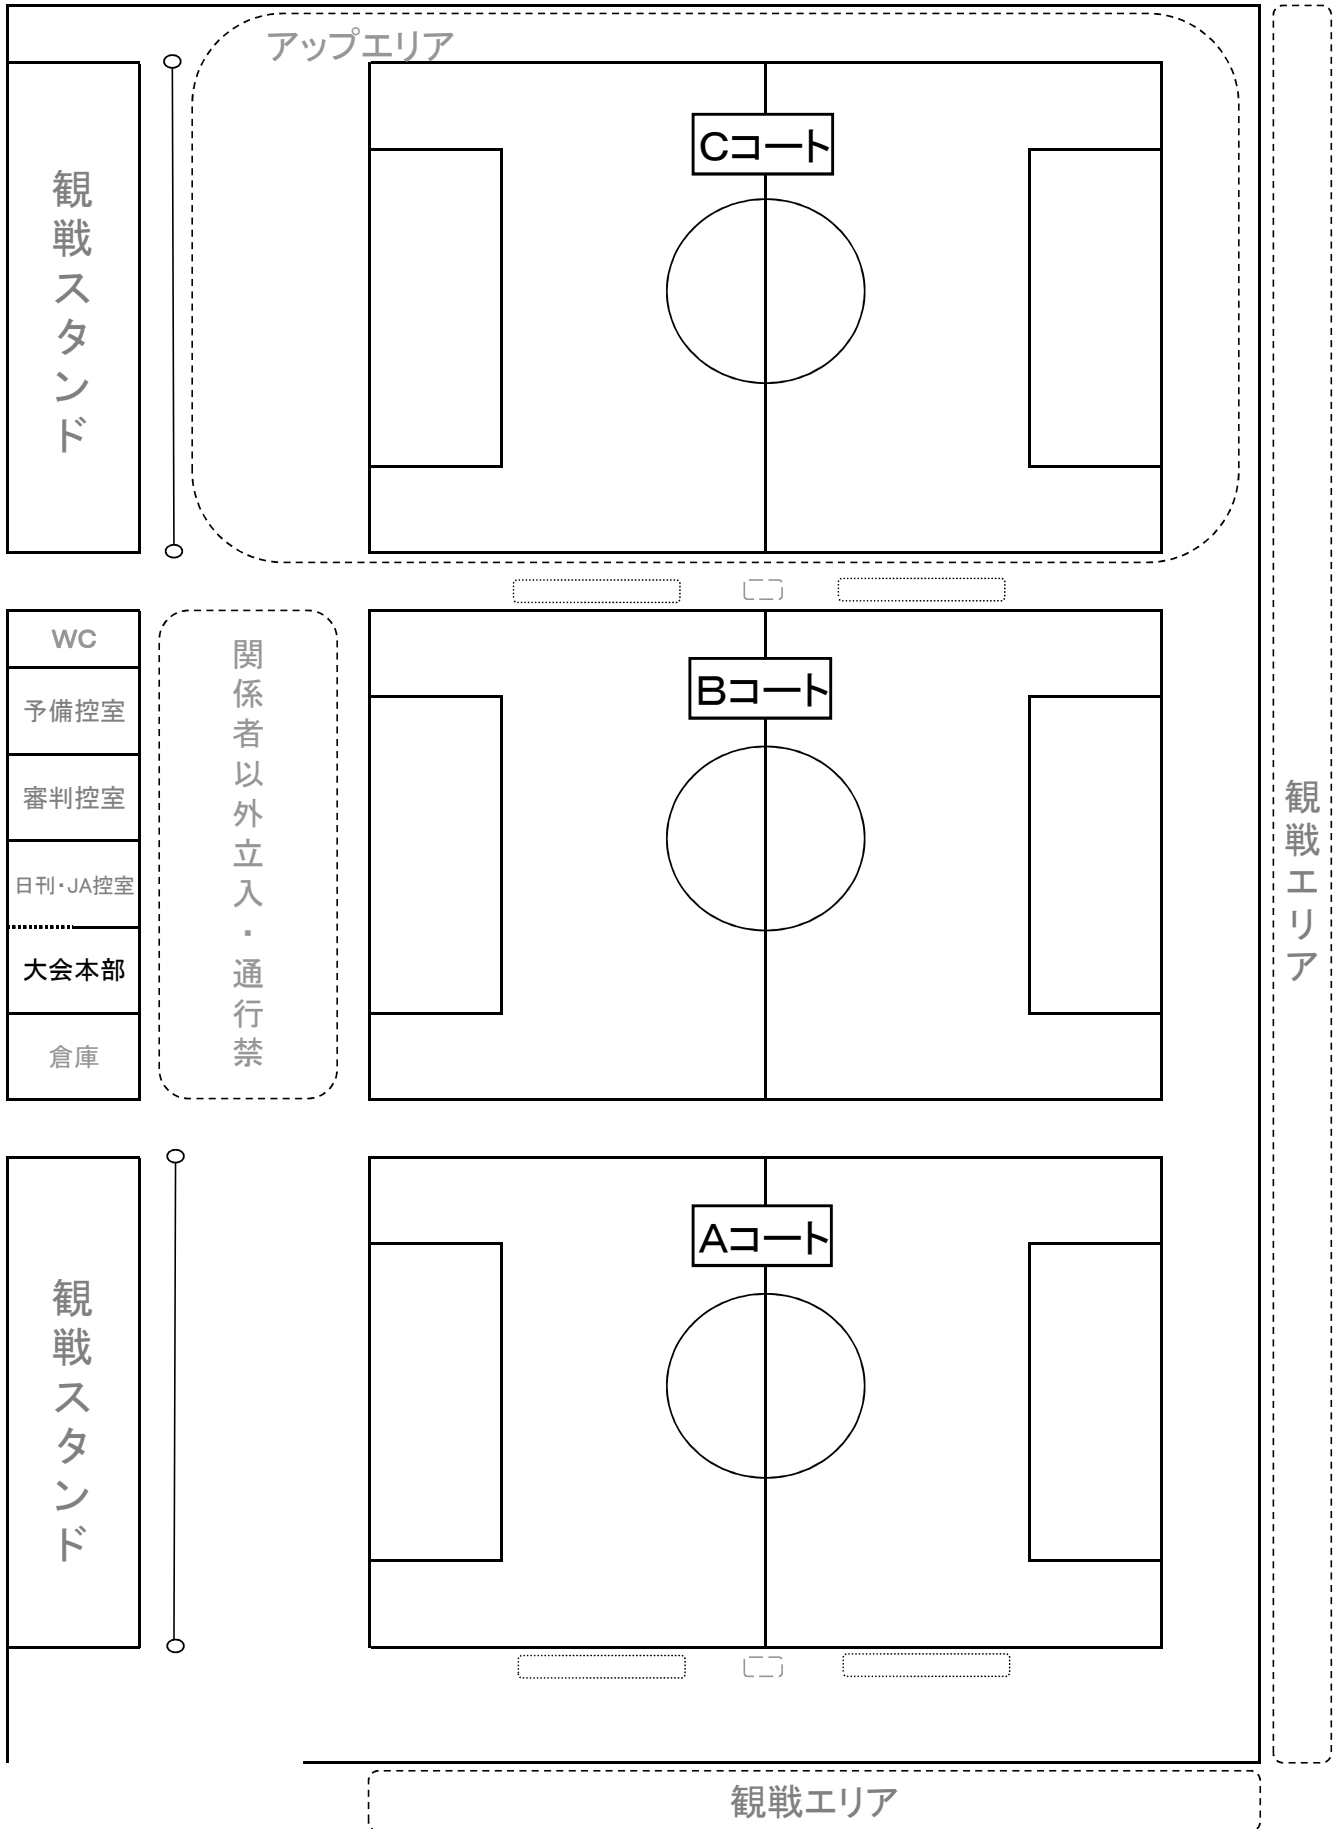 アップエリア
Cコート
観戦スタンド
WC
予備控室
審判控室
日刊・JA控室
大会本部
倉庫
関係者以外立入・通行禁
Bコート
観戦エリア
Aコート
観戦スタンド
観戦エリア